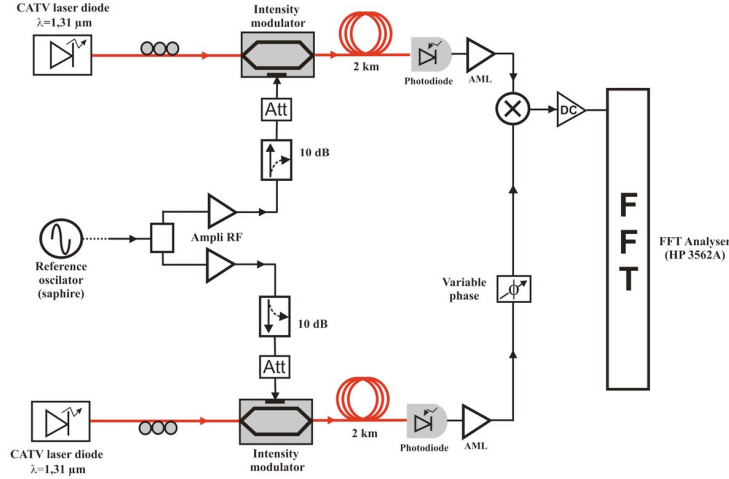 CATV laser diode
λ=1,31 µm
Intensity
modulator
2 km
Photodiode
AML
Att
10 dB
DC
Ampli RF
Reference
oscilator
(saphire)
FFT
FFT Analyser
(HP 3562A)
Variable
phase
ϕ
10 dB
Att
CATV laser diode
λ=1,31 µm
Intensity
modulator
2 km
Photodiode
AML